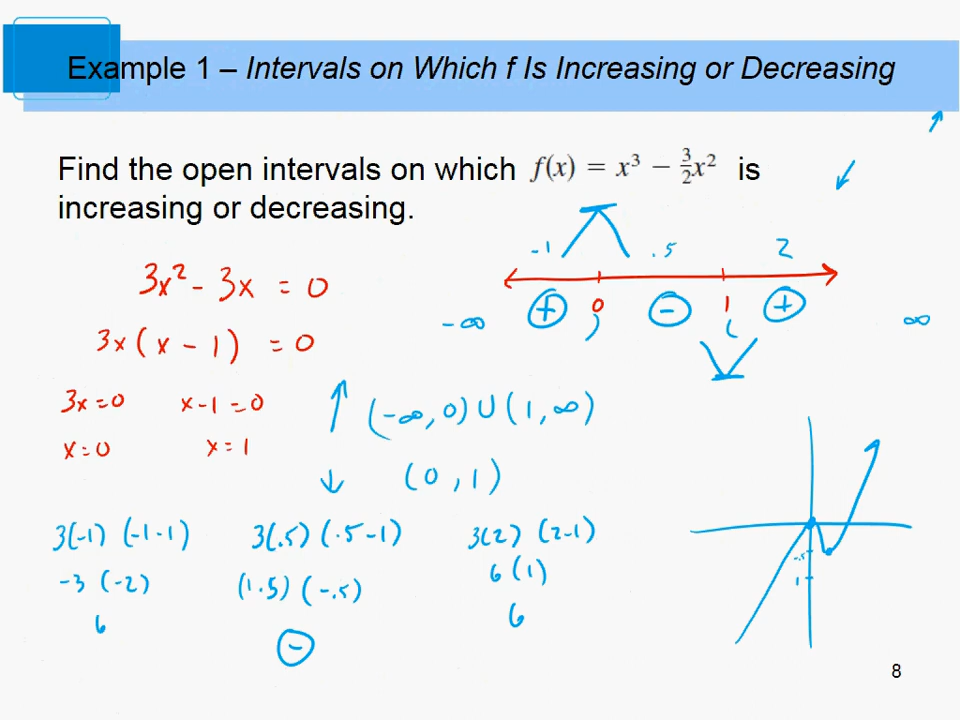 Example 1 – Intervals on Which f Is Increasing or Decreasing
Find the open intervals on which f(x) = x³ − 3/2x² is
increasing or decreasing.
-1 .5 2
3x² - 3x = 0
-∞ + 0 - 1 + ∞
) (
3x(x - 1) = 0
3x=0 x-1=0
↑ (-∞, 0) U (1, ∞)
x=0 x=1
↓ (0, 1)
3(-1) (-1-1) 3(.5) (.5-1) 3(2) (2-1)
-3 (-2) (1.5) (-.5) 6 (1)
6 - 6
-.5
1
8